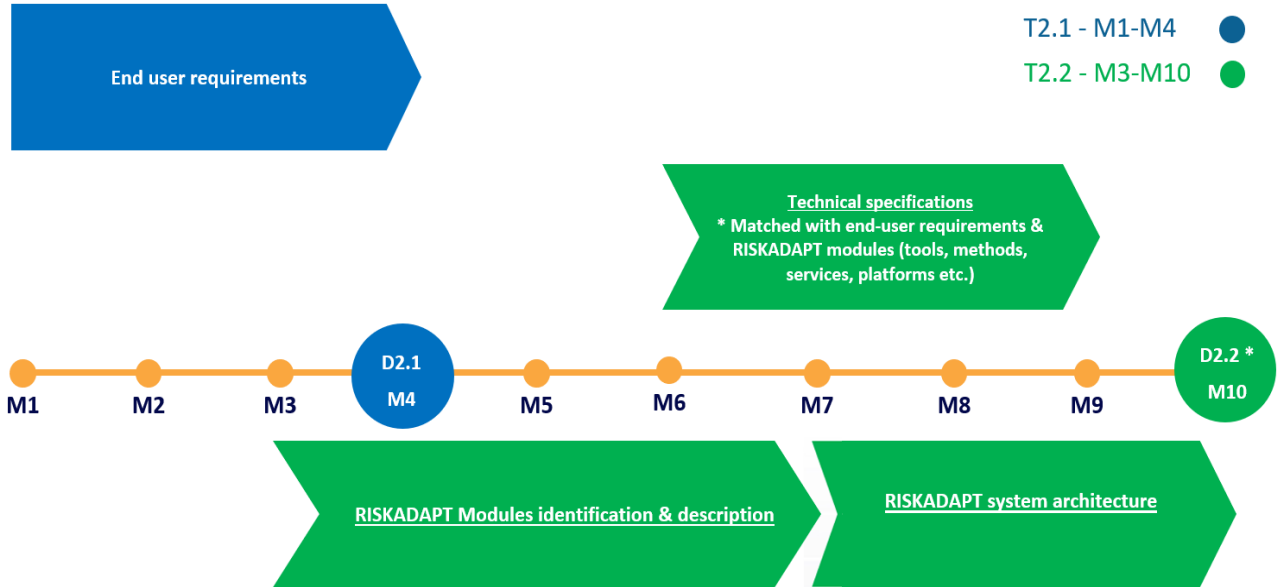 End user requirements
T2.1 - M1-M4
T2.2 - M3-M10
Technical specifications
* Matched with end-user requirements &
RISKADAPT modules (tools, methods,
services, platforms etc.)
D2.1
M4
D2.2 *
M10
M1
M2
M3
M5
M6
M7
M8
M9
RISKADAPT Modules identification & description
RISKADAPT system architecture